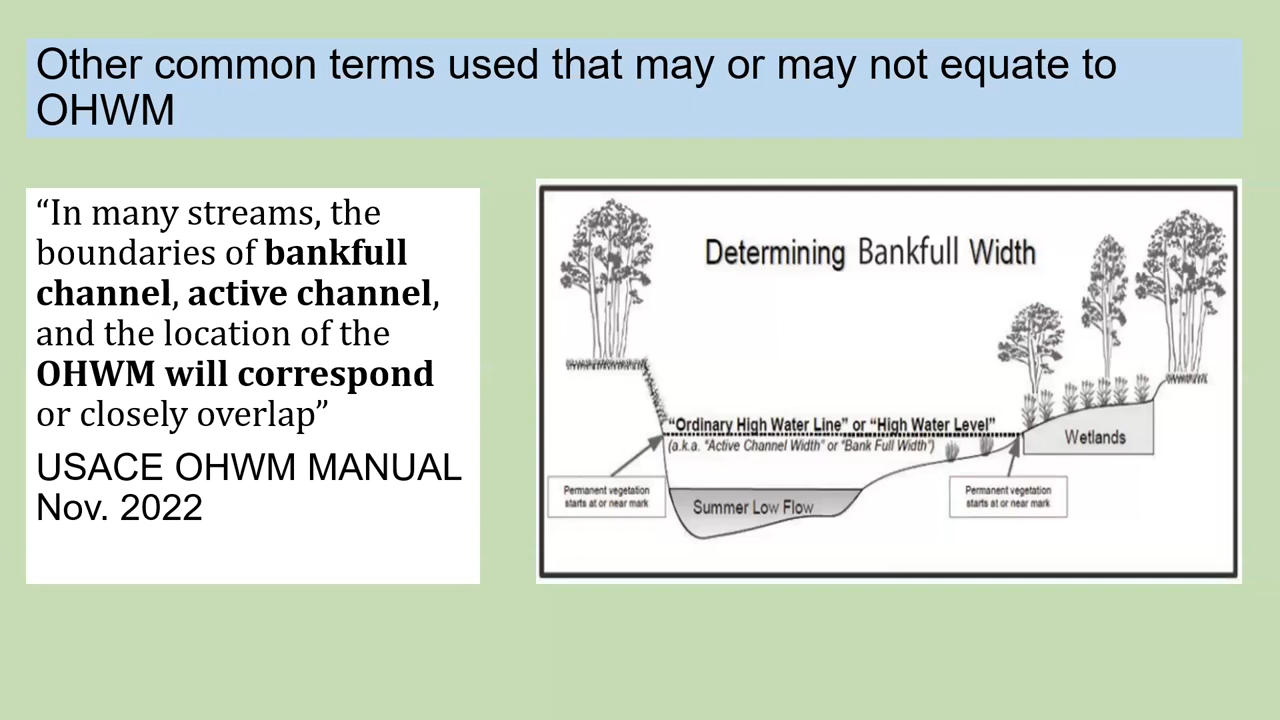 Other common terms used that may or may not equate to
OHWM
“In many streams, the
boundaries of bankfull
channel, active channel,
and the location of the
OHWM will correspond
or closely overlap”
USACE OHWM MANUAL
Nov. 2022
Determining Bankfull Width
“Ordinary High Water Line” or “High Water Level”
(a.k.a. “Active Channel Width” or “Bank Full Width”)
Wetlands
Permanent vegetation
starts at or near mark
Permanent vegetation
starts at or near mark
Summer Low Flow